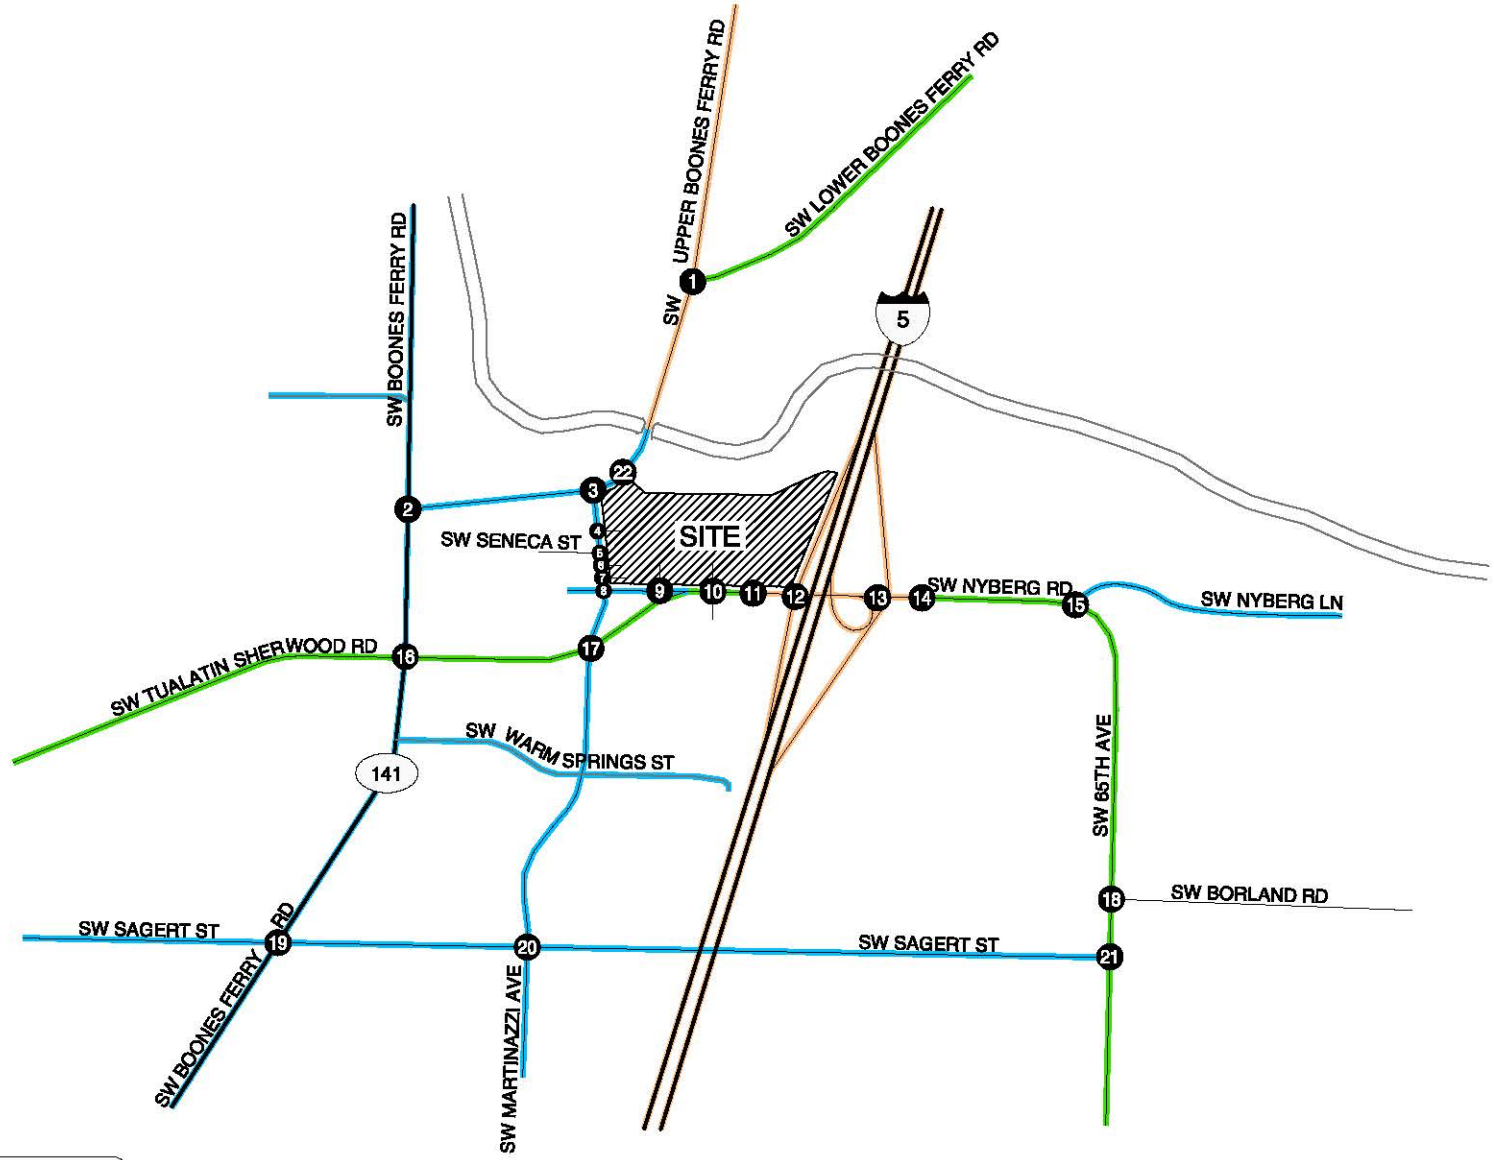 SW UPPER BOONES FERRY RD
SW LOWER BOONES FERRY RD
SW BOONES FERRY RD
1
5
22
3
2
4
SW SENECA ST
SITE
5
6
7
8
9
10
11
12
13
14
SW NYBERG RD
15
SW NYBERG LN
17
16
SW TUALATIN SHERWOOD RD
SW WARM SPRINGS ST
141
SW 65TH AVE
18
SW BORLAND RD
SW SAGERT ST
19
20
SW SAGERT ST
21
SW BOONES FERRY RD
SW MARTINAZZI AVE